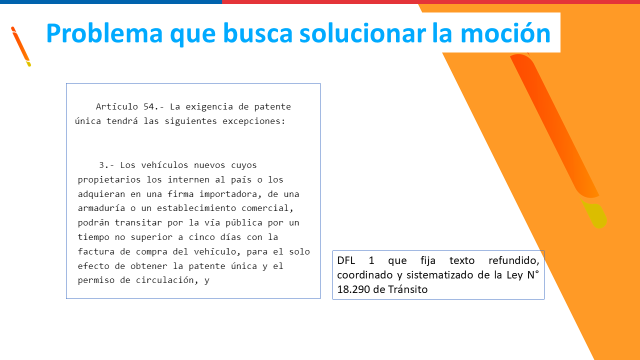 Problema que busca solucionar la moción
Artículo 54.- La exigencia de patente
única tendrá las siguientes excepciones:
3.- Los vehículos nuevos cuyos
propietarios los internen al país o los
adquieran en una firma importadora, de una
armaduría o un establecimiento comercial,
podrán transitar por la vía pública por un
tiempo no superior a cinco días con la
factura de compra del vehículo, para el solo
efecto de obtener la patente única y el
permiso de circulación, y
DFL 1 que fija texto refundido,
coordinado y sistematizado de la Ley N°
18.290 de Tránsito